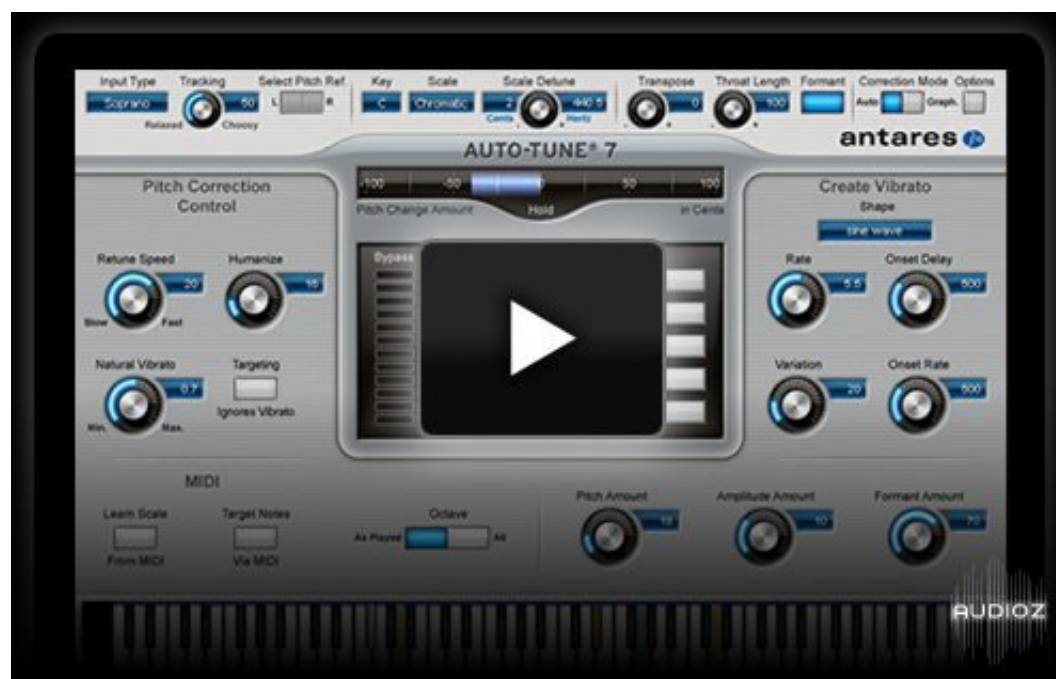 Input Type Tracking Select Pitch Ref. Key Scale Scale Detune Transpose Throat Length Formant Correction Mode Options
Soprano 50 L R C Chromatic 2 440.5 0 100 Auto Graph.
Relaxed Choosy Cents Hertz
antares
AUTO-TUNE® 7
-100 -50 0 50 100
Pitch Change Amount Hold in Cents
Pitch Correction
Control
Create Vibrato
Shape
sine wave
Bypass
Retune Speed Humanize
20 16
Slow Fast
Rate Onset Delay
5.5 500
Natural Vibrato Targeting
0.7
Min. Max. Ignores Vibrato
Variation Onset Rate
20 500
MIDI
Learn Scale Target Notes Octave
As Played All
From MIDI Via MIDI
Pitch Amount Amplitude Amount Formant Amount
10 70
AUDIOZ